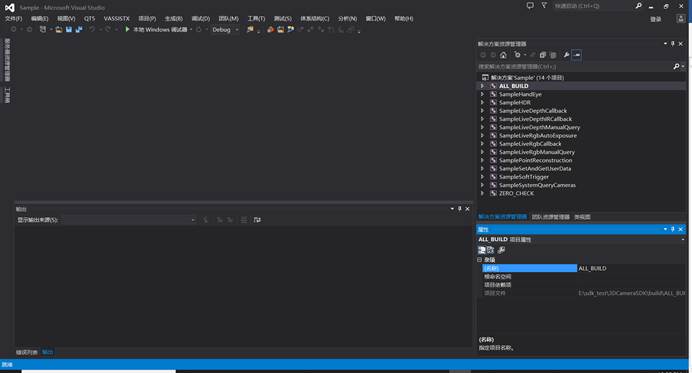 Sample - Microsoft Visual Studio
快速启动 (Ctrl+Q)
文件(F) 编辑(E) 视图(V) QT5 VASSISTX 项目(P) 生成(B) 调试(D) 团队(M) 工具(T) 测试(S) 体系结构(C) 分析(N) 窗口(W) 帮助(H)
登录
本地 Windows 调试器 Debug
服务器资源管理器
工具箱
解决方案资源管理器
搜索解决方案资源管理器(Ctrl+;)
解决方案"Sample" (14 个项目)
ALL_BUILD
SampleHandEye
SampleHDR
SampleLiveDepthCallback
SampleLiveDepthIRCallback
SampleLiveDepthManualQuery
SampleLiveRgbAutoExposure
SampleLiveRgbCallback
SampleLiveRgbManualQuery
SamplePointReconstruction
SampleSetAndGetUserData
SampleSoftTrigger
SampleSystemQueryCameras
ZERO_CHECK
解决方案资源管理器 团队资源管理器 类视图
输出
显示输出来源(S):
错误列表 输出
属性
ALL_BUILD 项目属性
杂项
(名称) ALL_BUILD
根命名空间
项目依赖项
项目文件 E:\sdk_test\3DCameraSDK\build\ALL_BUI
(名称)
指定项目名称。
就绪